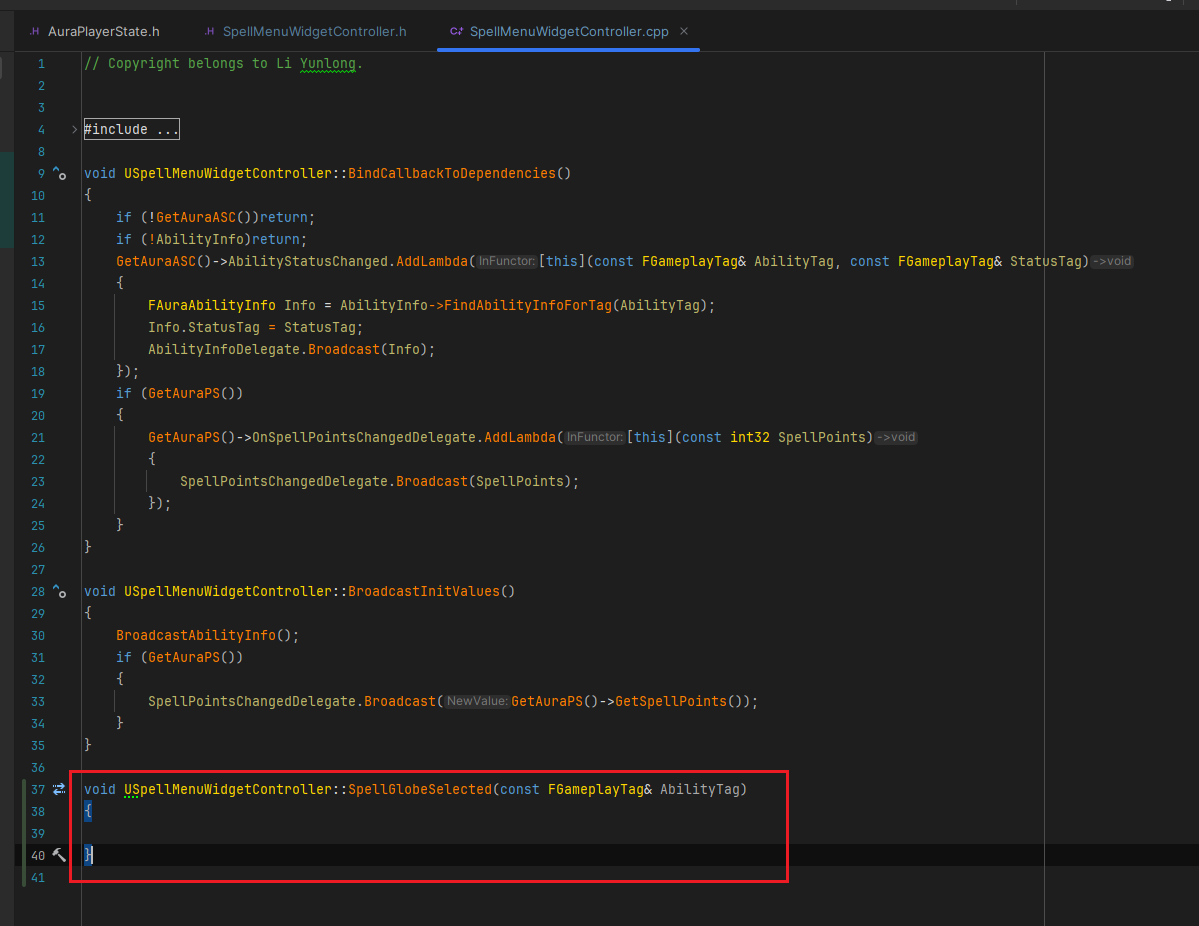 AuraPlayerState.h
SpellMenuWidgetController.h
SpellMenuWidgetController.cpp
1 // Copyright belongs to Li Yunlong.
2
3
4 #include ...
8
9 void USpellMenuWidgetController::BindCallbackToDependencies()
10 {
11 if (!GetAuraASC())return;
12 if (!AbilityInfo)return;
13 GetAuraASC()->AbilityStatusChanged.AddLambda( InFunctor: [this](const FGameplayTag& AbilityTag, const FGameplayTag& StatusTag) ->void
14 {
15 FAuraAbilityInfo Info = AbilityInfo->FindAbilityInfoForTag(AbilityTag);
16 Info.StatusTag = StatusTag;
17 AbilityInfoDelegate.Broadcast(Info);
18 });
19 if (GetAuraPS())
20 {
21 GetAuraPS()->OnSpellPointsChangedDelegate.AddLambda( InFunctor: [this](const int32 SpellPoints) ->void
22 {
23 SpellPointsChangedDelegate.Broadcast(SpellPoints);
24 });
25 }
26 }
27
28 void USpellMenuWidgetController::BroadcastInitValues()
29 {
30 BroadcastAbilityInfo();
31 if (GetAuraPS())
32 {
33 SpellPointsChangedDelegate.Broadcast( NewValue: GetAuraPS()->GetSpellPoints());
34 }
35 }
36
37 void USpellMenuWidgetController::SpellGlobeSelected(const FGameplayTag& AbilityTag)
38 {
39
40 }
41